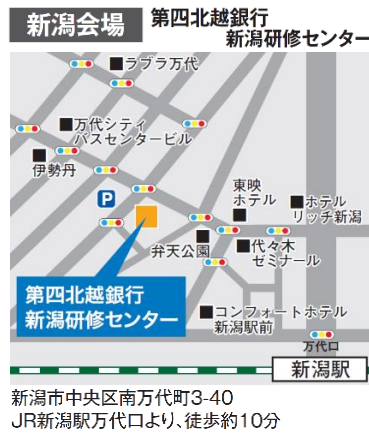 新潟会場
第四北越銀行
新潟研修センター
ラブラ万代
万代シティ
バスセンタービル
伊勢丹
P
東映
ホテル
ホテル
リッチ新潟
弁天公園
代々木
ゼミナール
第四北越銀行
新潟研修センター
コンフォートホテル
新潟駅前
万代口
新潟駅
新潟市中央区南万代町3-40
JR新潟駅万代口より、徒歩約10分